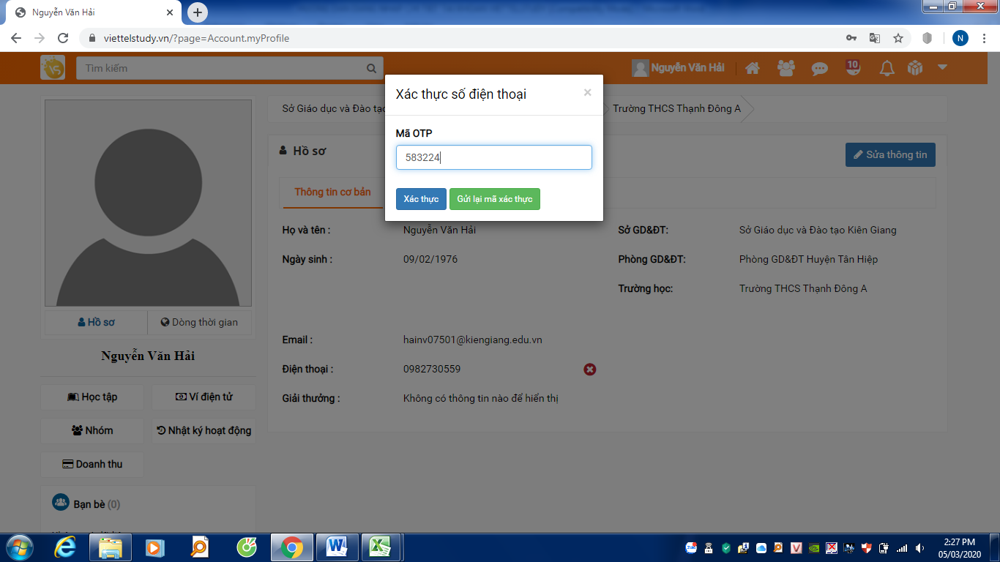 Nguyễn Văn Hải
viettelstudy.vn/?page=Account.myProfile
N
VS
Tìm kiếm
Nguyễn Văn Hải
10
Sở Giáo dục và Đào tạo
Trường THCS Thạnh Đông A
Xác thực số điện thoại
×
Mã OTP
583224
Xác thực
Gửi lại mã xác thực
Hồ sơ
Sửa thông tin
Thông tin cơ bản
Họ và tên :
Nguyễn Văn Hải
Sở GD&ĐT:
Sở Giáo dục và Đào tạo Kiên Giang
Ngày sinh :
09/02/1976
Phòng GD&ĐT:
Phòng GD&ĐT Huyện Tân Hiệp
Trường học:
Trường THCS Thạnh Đông A
Email :
hainv07501@kiengiang.edu.vn
Điện thoại :
0982730559
Giải thưởng :
Không có thông tin nào để hiển thị
Hồ sơ
Dòng thời gian
Nguyễn Văn Hải
Học tập
Ví điện tử
Nhóm
Nhật ký hoạt động
Doanh thu
Bạn bè (0)
2:27 PM
05/03/2020